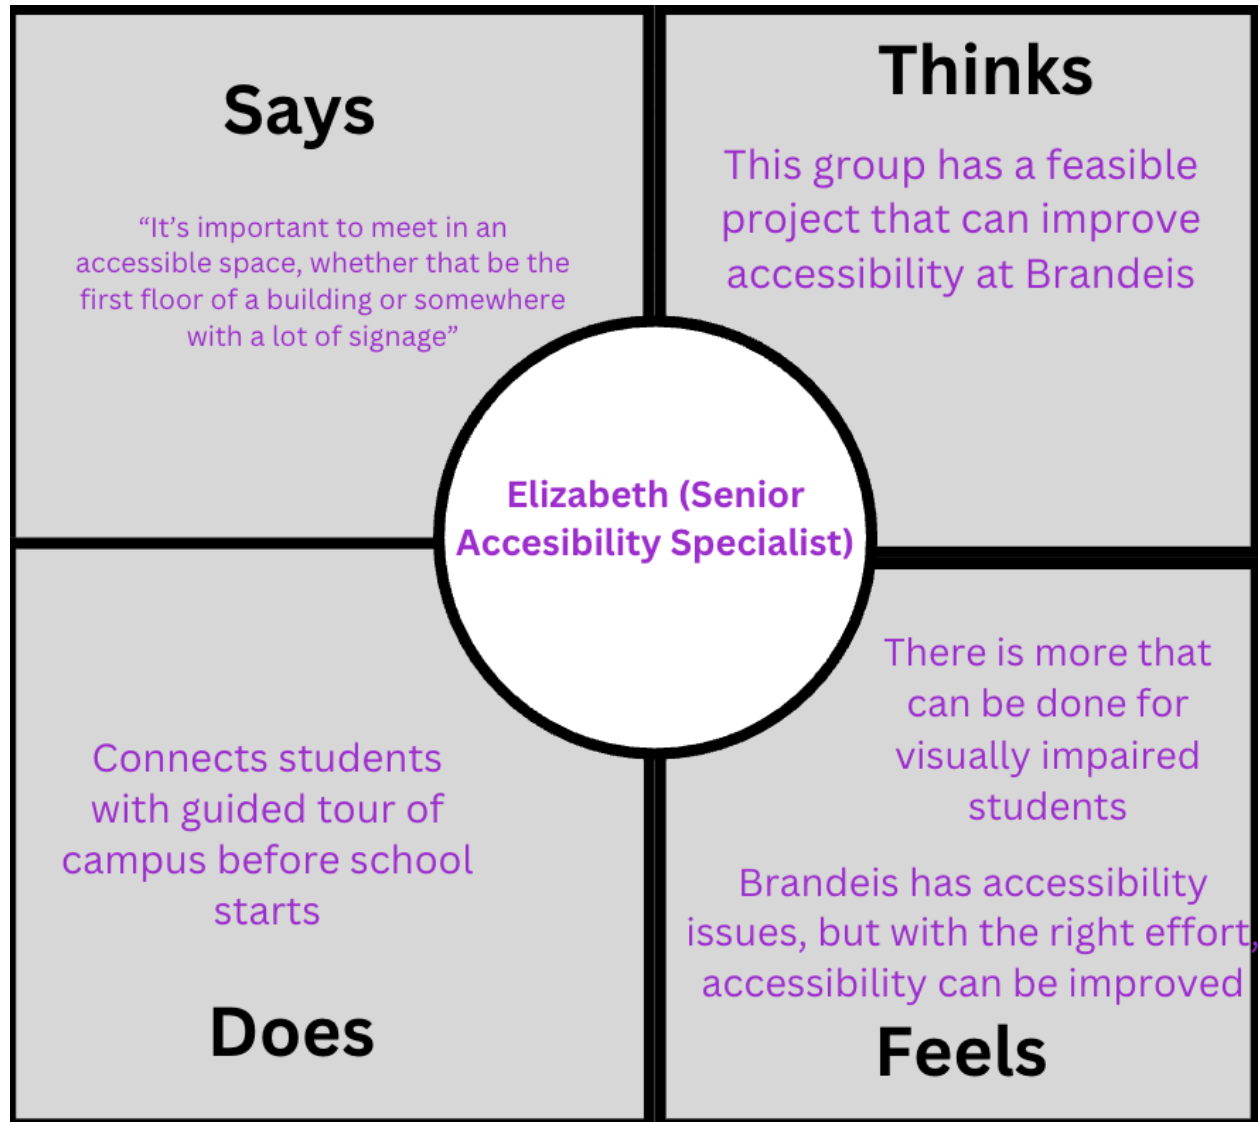 Says
“It’s important to meet in an
accessible space, whether that be the
first floor of a building or somewhere
with a lot of signage”
Thinks
This group has a feasible
project that can improve
accessibility at Brandeis
Elizabeth (Senior
Accesibility Specialist)
Connects students
with guided tour of
campus before school
starts
Does
There is more that
can be done for
visually impaired
students
Brandeis has accessibility
issues, but with the right effort,
accessibility can be improved
Feels